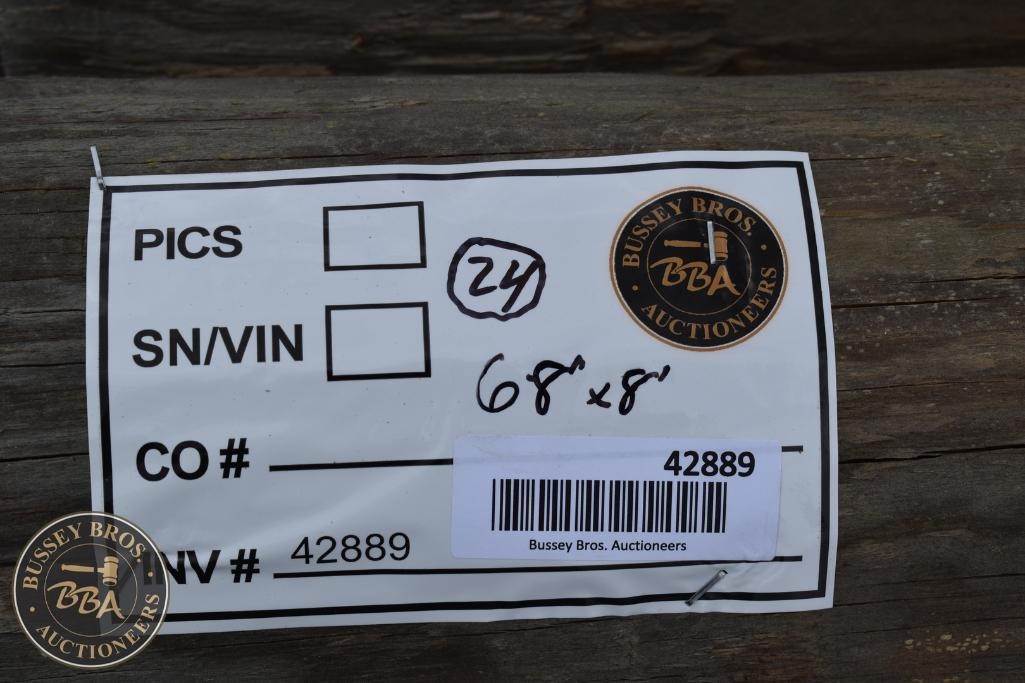 PICS
24
BUSSEY BROS.
BBA
AUCTIONEERS
SN/VIN
68" x 8'
CO #
42889
Bussey Bros. Auctioneers
INV # 42889
BUSSEY BROS.
BBA
AUCTIONEERS